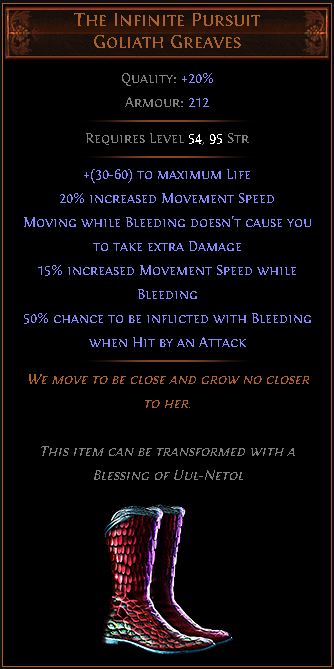 The Infinite Pursuit
Goliath Greaves
Quality: +20%
Armour: 212
Requires Level 54, 95 Str
+(30-60) to maximum Life
20% increased Movement Speed
Moving while Bleeding doesn't cause you
to take extra Damage
15% increased Movement Speed while
Bleeding
50% chance to be inflicted with Bleeding
when Hit by an Attack
We move to be close and grow no closer
to her.
This item can be transformed with a
Blessing of Uul-Netol